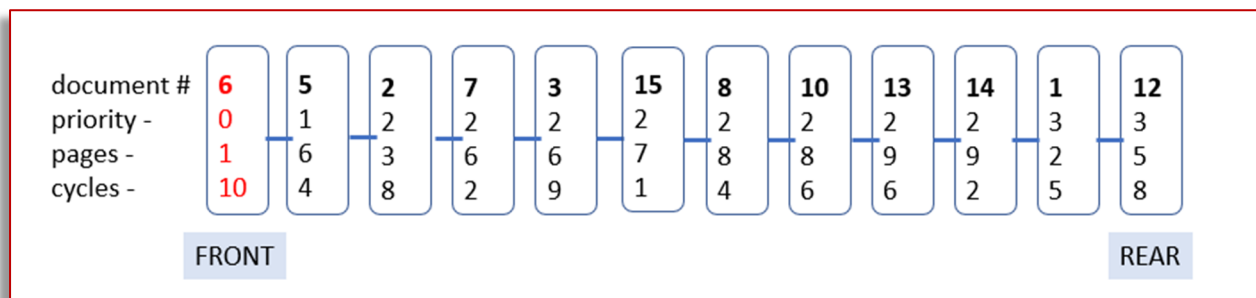 document # 6 5 2 7 3 15 8 10 13 14 1 12
priority - 0 1 2 2 2 2 2 2 2 2 3 3
pages - 1 6 3 6 6 7 8 8 9 9 2 5
cycles - 10 4 8 2 9 1 4 6 6 2 5 8
FRONT REAR